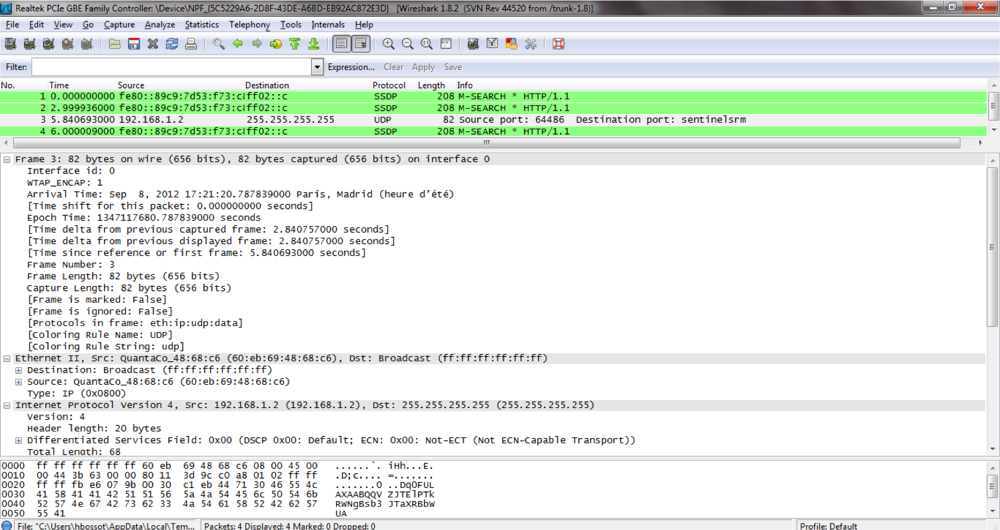 Realtek PCIe GBE Family Controller: \Device\NPF_{5C5229A6-2D8F-43DE-A6BD-EB92AC872E3D} [Wireshark 1.8.2 (SVN Rev 44520 from /trunk-1.8)]
File Edit View Go Capture Analyze Statistics Telephony Tools Internals Help
Filter: Expression... Clear Apply Save
No. Time Source Destination Protocol Length Info
1 0.000000000 fe80::89c9:7d53:f73:c8 ff02::c SSDP 208 M-SEARCH * HTTP/1.1
2 2.999936000 fe80::89c9:7d53:f73:c8 ff02::c SSDP 208 M-SEARCH * HTTP/1.1
3 5.840693000 192.168.1.2 255.255.255.255 UDP 82 Source port: 64486 Destination port: sentinelsrm
4 6.000009000 fe80::89c9:7d53:f73:c8 ff02::c SSDP 208 M-SEARCH * HTTP/1.1
Frame 3: 82 bytes on wire (656 bits), 82 bytes captured (656 bits) on interface 0
Interface id: 0
WTAP_ENCAP: 1
Arrival Time: Sep 8, 2012 17:21:20.787839000 Paris, Madrid (heure d'été)
[Time shift for this packet: 0.000000000 seconds]
Epoch Time: 1347117680.787839000 seconds
[Time delta from previous captured frame: 2.840757000 seconds]
[Time delta from previous displayed frame: 2.840757000 seconds]
[Time since reference or first frame: 5.840693000 seconds]
Frame Number: 3
Frame Length: 82 bytes (656 bits)
Capture Length: 82 bytes (656 bits)
[Frame is marked: False]
[Frame is ignored: False]
[Protocols in frame: eth:ip:udp:data]
[Coloring Rule Name: UDP]
[Coloring Rule String: udp]
Ethernet II, Src: QuantaCo_48:68:c6 (60:eb:69:48:68:c6), Dst: Broadcast (ff:ff:ff:ff:ff:ff)
Destination: Broadcast (ff:ff:ff:ff:ff:ff)
Source: QuantaCo_48:68:c6 (60:eb:69:48:68:c6)
Type: IP (0x0800)
Internet Protocol Version 4, Src: 192.168.1.2 (192.168.1.2), Dst: 255.255.255.255 (255.255.255.255)
Version: 4
Header length: 20 bytes
Differentiated Services Field: 0x00 (DSCP 0x00: Default; ECN: 0x00: Not-ECT (Not ECN-Capable Transport))
Total Length: 68
0000 ff ff ff ff ff ff 60 eb 69 48 68 c6 08 00 45 00 ......`. iHh...E.
0010 00 44 3b 63 00 00 80 11 3d 9c c0 a8 01 02 ff ff .D;c.... =.......
0020 ff ff fb e6 07 9b 00 30 c1 eb 44 71 30 46 55 4c .......0 ..Dq0FUL
0030 41 58 41 41 42 51 51 56 5a 4a 54 45 6c 50 54 6b AXAABQQV ZJTElPTk
0040 52 57 4e 67 42 73 62 33 4a 54 61 58 52 42 62 57 RWNgBsb3 JTaXRBbW
0050 55 41 UA
File: "C:\Users\hbossot\AppData\Local\Tem... Packets: 4 Displayed: 4 Marked: 0 Dropped: 0 Profile: Default